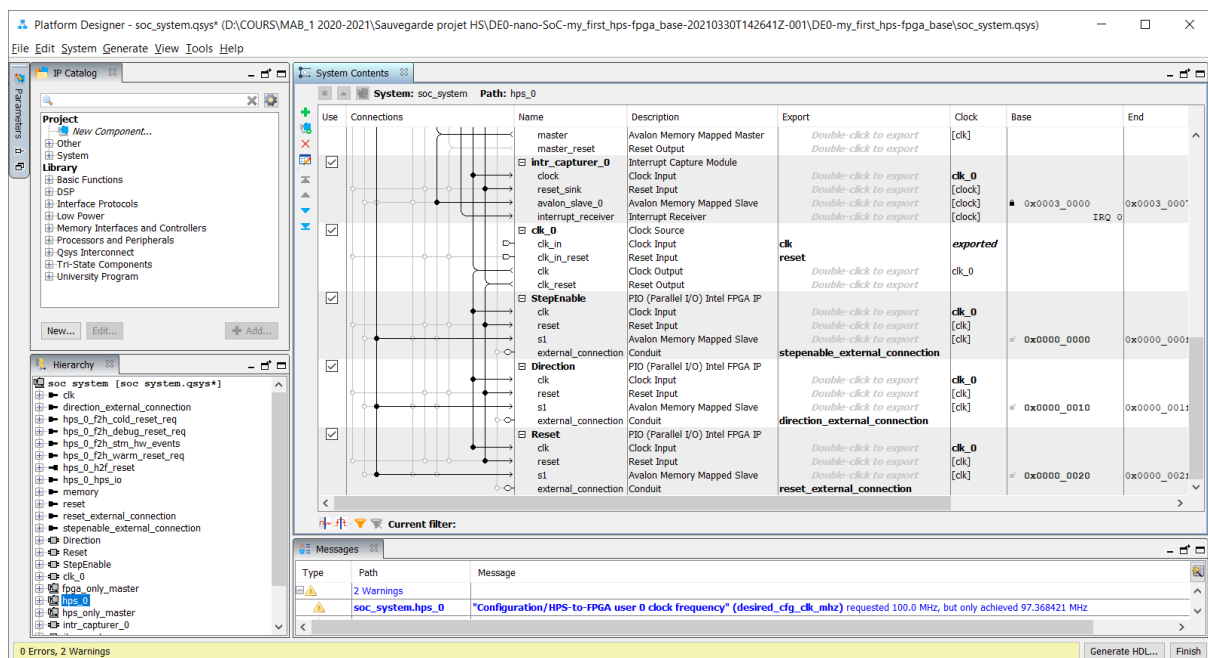 Platform Designer - soc_system.qsys* (D:\COURS\MAB_1 2020-2021\Sauvegarde projet HS\DE0-nano-SoC-my_first_hps-fpga_base-20210330T142641Z-001\DE0-my_first_hps-fpga_base\soc_system.qsys)
File Edit System Generate View Tools Help
Parameters
IP Catalog
Project
New Component...
Other
System
Library
Basic Functions
DSP
Interface Protocols
Low Power
Memory Interfaces and Controllers
Processors and Peripherals
Qsys Interconnect
Tri-State Components
University Program
New... Edit... Add...
Hierarchy
soc system [soc system.qsys*]
clk
direction_external_connection
hps_0_f2h_cold_reset_req
hps_0_f2h_debug_reset_req
hps_0_f2h_stm_hw_events
hps_0_f2h_warm_reset_req
hps_0_h2f_reset
hps_0_hps_io
memory
reset
reset_external_connection
stepenable_external_connection
Direction
Reset
StepEnable
clk_0
fpga_only_master
hps_0
hps_only_master
intr_capturer_0
System Contents
System: soc_system Path: hps_0
Use Connections Name Description Export Clock Base End
master Avalon Memory Mapped Master Double-click to export [clk]
master_reset Reset Output Double-click to export
intr_capturer_0 Interrupt Capture Module
clock Clock Input Double-click to export clk_0
reset_sink Reset Input Double-click to export [clock]
avalon_slave_0 Avalon Memory Mapped Slave Double-click to export [clock] 0x0003_0000 0x0003_000
interrupt_receiver Interrupt Receiver Double-click to export [clock] IRQ 0
clk_0 Clock Source
clk_in Clock Input clk exported
clk_in_reset Reset Input reset
clk Clock Output Double-click to export clk_0
clk_reset Reset Output Double-click to export
StepEnable PIO (Parallel I/O) Intel FPGA IP
clk Clock Input Double-click to export clk_0
reset Reset Input Double-click to export [clk]
s1 Avalon Memory Mapped Slave Double-click to export [clk] 0x0000_0000 0x0000_000
external_connection Conduit stepenable_external_connection
Direction PIO (Parallel I/O) Intel FPGA IP
clk Clock Input Double-click to export clk_0
reset Reset Input Double-click to export [clk]
s1 Avalon Memory Mapped Slave Double-click to export [clk] 0x0000_0010 0x0000_001
external_connection Conduit direction_external_connection
Reset PIO (Parallel I/O) Intel FPGA IP
clk Clock Input Double-click to export clk_0
reset Reset Input Double-click to export [clk]
s1 Avalon Memory Mapped Slave Double-click to export [clk] 0x0000_0020 0x0000_002
external_connection Conduit reset_external_connection
Current filter:
Messages
Type Path Message
2 Warnings
soc_system.hps_0 "Configuration/HPS-to-FPGA user 0 clock frequency" (desired_cfg_clk_mhz) requested 100.0 MHz, but only achieved 97.368421 MHz
0 Errors, 2 Warnings
Generate HDL... Finish